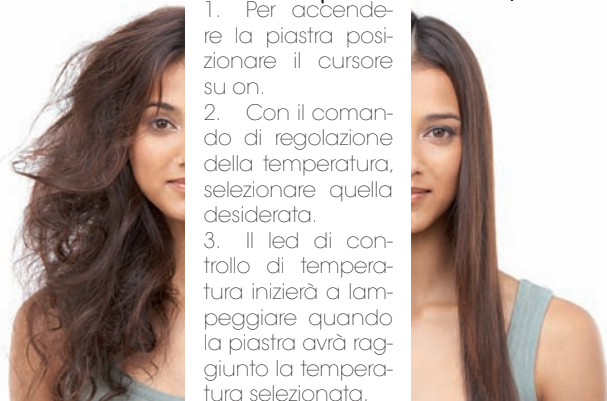 1. Per accende-
re la piastra posi-
zionare il cursore
su on.
2. Con il coman-
do di regolazione
della temperatura,
selezionare quella
desiderata.
3. Il led di con-
trollo di tempera-
tura inizierà a lam-
peggiare quando
la piastra avrà rag-
giunto la tempera-
tura selezionata.